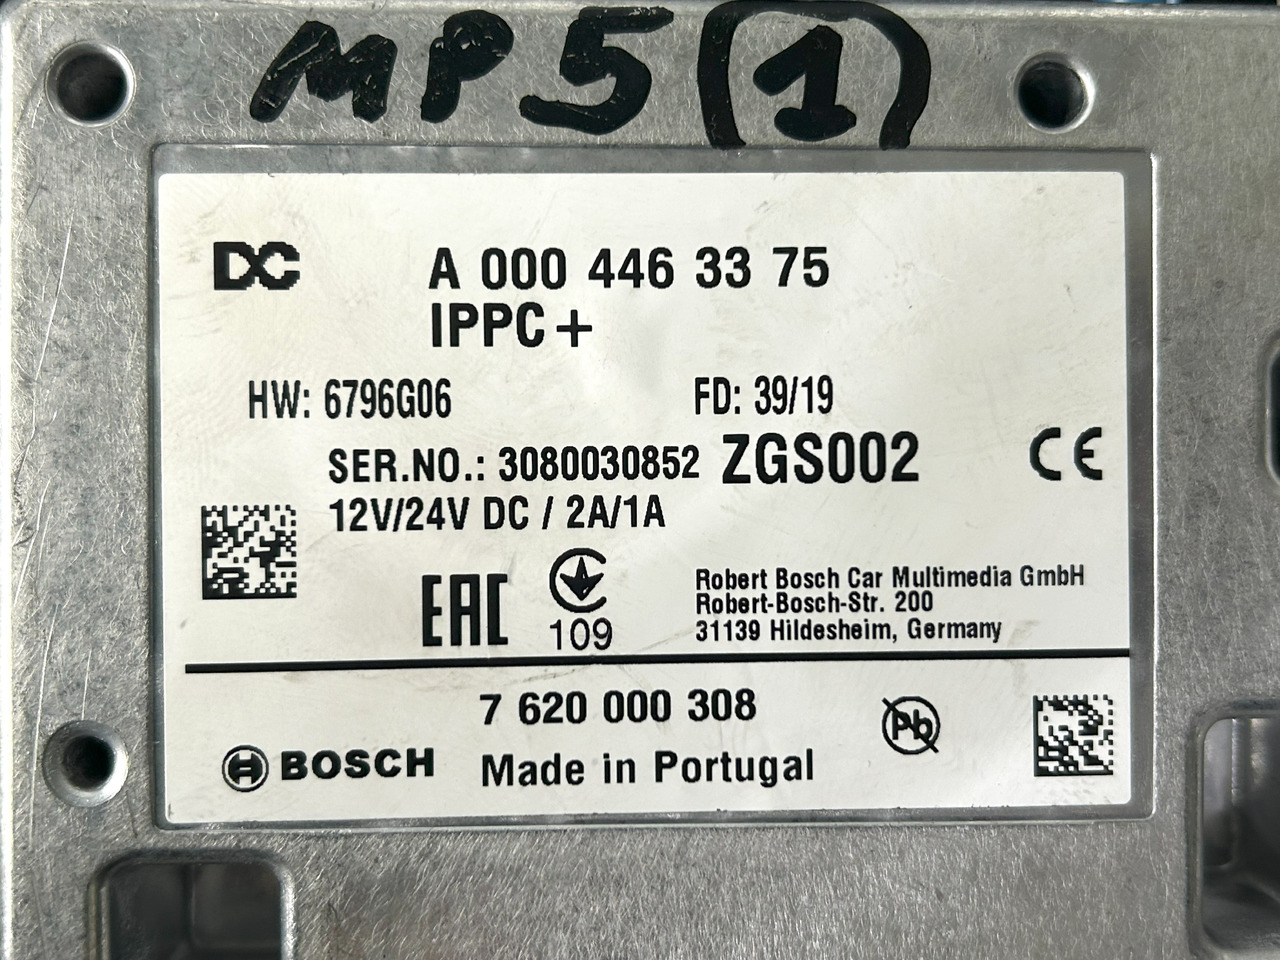 MP5(1)
DC A 000 446 33 75
IPPC+
HW: 6796G06 FD: 39/19
SER.NO.: 3080030852 ZGS002 CE
12V/24V DC / 2A/1A
EAC 109
Robert Bosch Car Multimedia GmbH
Robert-Bosch-Str. 200
31139 Hildesheim, Germany
7 620 000 308 Pb
BOSCH Made in Portugal